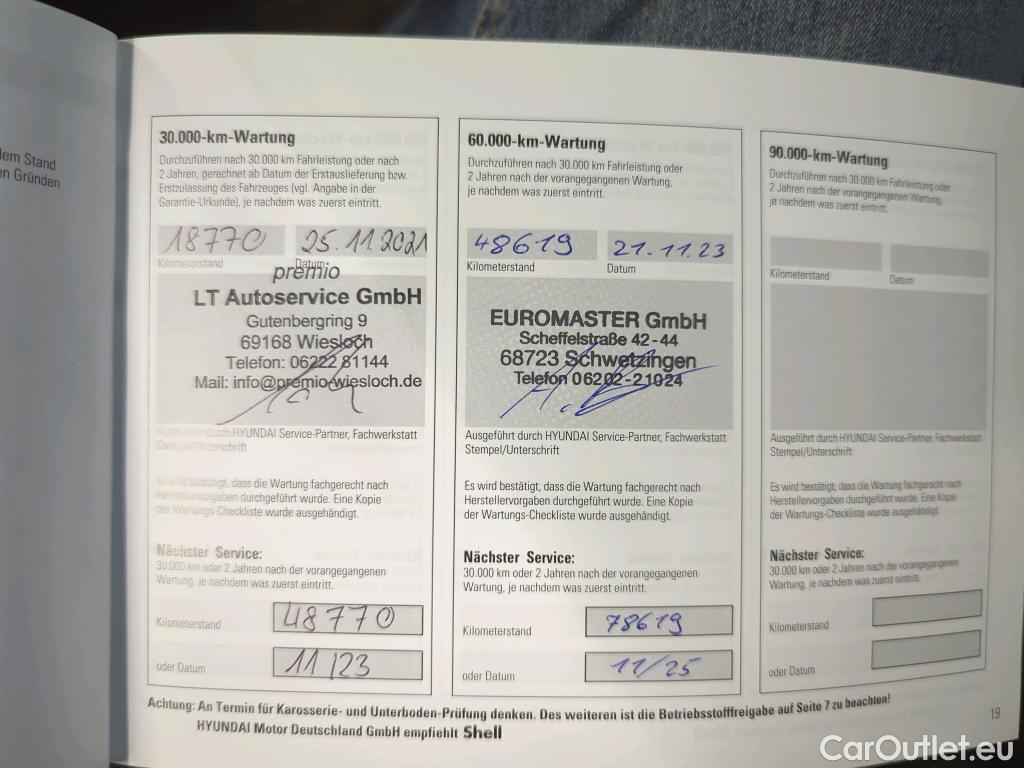 dem Stand
en Gründen
30.000-km-Wartung
Durchzuführen nach 30.000 km Fahrleistung oder nach
2 Jahren, gerechnet ab Datum der Erstauslieferung bzw.
Erstzulassung des Fahrzeuges (vgl. Angabe in der
Garantie-Urkunde), je nachdem was zuerst eintritt.
18770 25.11.2021
Kilometerstand Datum
premio
LT Autoservice GmbH
Gutenbergring 9
69168 Wiesloch
Telefon: 06222 81144
Mail: info@premio-wiesloch.de
Ausgeführt durch HYUNDAI Service-Partner, Fachwerkstatt
Stempel/Unterschrift
Es wird bestätigt, dass die Wartung fachgerecht nach
Herstellervorgaben durchgeführt wurde. Eine Kopie
der Wartungs-Checkliste wurde ausgehändigt.
Nächster Service:
30.000 km oder 2 Jahren nach der vorangegangenen
Wartung, je nachdem was zuerst eintritt.
Kilometerstand 48770
oder Datum 11/23
60.000-km-Wartung
Durchzuführen nach 30.000 km Fahrleistung oder
2 Jahren nach der vorangegangenen Wartung,
je nachdem was zuerst eintritt.
48619 21.11.23
Kilometerstand Datum
EUROMASTER GmbH
Scheffelstraße 42-44
68723 Schwetzingen
Telefon 06202-21024
Ausgeführt durch HYUNDAI Service-Partner, Fachwerkstatt
Stempel/Unterschrift
Es wird bestätigt, dass die Wartung fachgerecht nach
Herstellervorgaben durchgeführt wurde. Eine Kopie
der Wartungs-Checkliste wurde ausgehändigt.
Nächster Service:
30.000 km oder 2 Jahren nach der vorangegangenen
Wartung, je nachdem was zuerst eintritt.
Kilometerstand 78619
oder Datum 11/25
90.000-km-Wartung
Durchzuführen nach 30.000 km Fahrleistung oder
2 Jahren nach der vorangegangenen Wartung,
je nachdem was zuerst eintritt.
Kilometerstand Datum
Ausgeführt durch HYUNDAI Service-Partner, Fachwerkstatt
Stempel/Unterschrift
Es wird bestätigt, dass die Wartung fachgerecht nach
Herstellervorgaben durchgeführt wurde. Eine Kopie
der Wartungs-Checkliste wurde ausgehändigt.
Nächster Service:
30.000 km oder 2 Jahren nach der vorangegangenen
Wartung, je nachdem was zuerst eintritt.
Kilometerstand
oder Datum
Achtung: An Termin für Karosserie- und Unterboden-Prüfung denken. Des weiteren ist die Betriebsstofffreigabe auf Seite 7 zu beachten!
HYUNDAI Motor Deutschland GmbH empfiehlt Shell
19
CarOutlet.eu